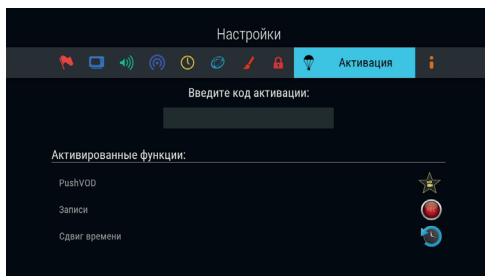 Настройки
Активация
Введите код активации:
Активированные функции:
PushVOD
Записи
Сдвиг времени